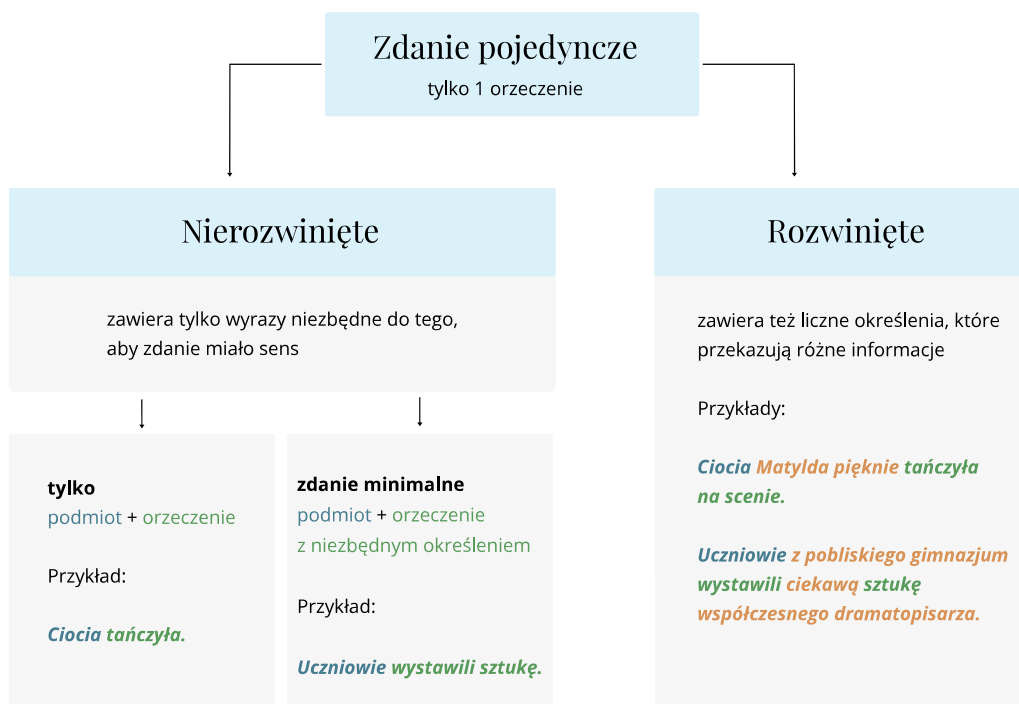 Zdanie pojedyncze
tylko 1 orzeczenie
Nierozwinięte
zawiera tylko wyrazy niezbędne do tego,
aby zdanie miało sens
tylko
podmiot + orzeczenie
Przykład:
Ciocia tańczyła.
zdanie minimalne
podmiot + orzeczenie
z niezbędnym określeniem
Przykład:
Uczniowie wystawili sztukę.
Rozwinięte
zawiera też liczne określenia, które
przekazują różne informacje
Przykłady:
Ciocia Matylda pięknie tańczyła
na scenie.
Uczniowie z pobliskiego gimnazjum
wystawili ciekawą sztukę
współczesnego dramatopisarza.